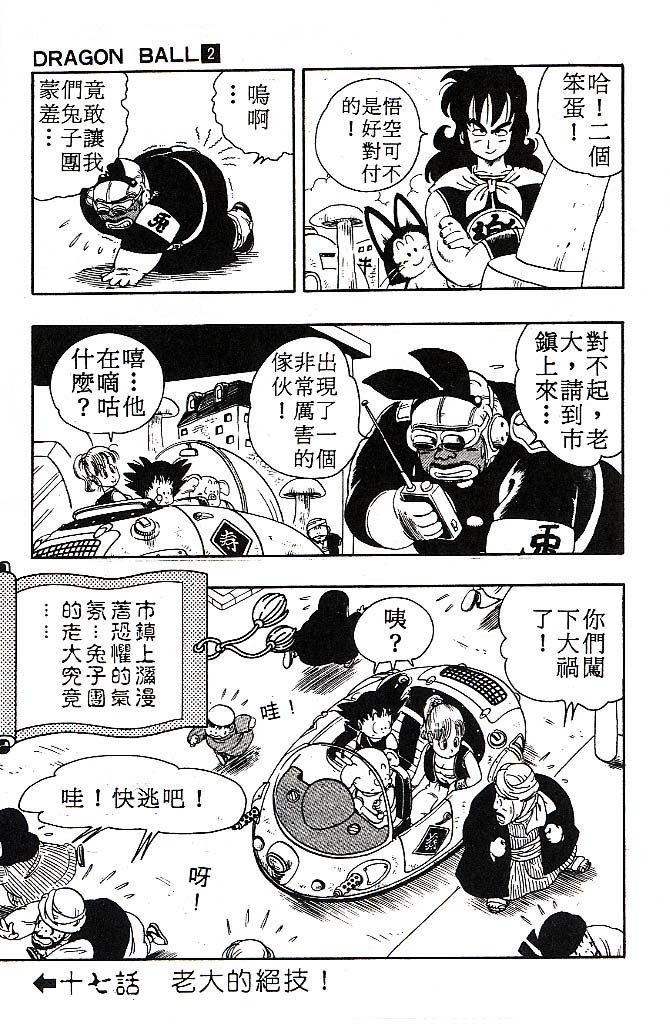 DRAGON BALL 2
哈！二個
笨蛋！
悟空可不
是好對付
的！
嗚啊
…
竟敢讓我
們兔子團
蒙羞…
對不起，老
大，請到市
鎮上來…
出現了一個
非常厲害的
傢伙！
嘻…他
在嘀咕
什麼？
壽
你們闖
下大禍
了！
咦？
哇！
市鎮上瀰漫
著恐懼的氣
氛…兔子團
的老大究竟
……
哇！快逃吧！
呀！
十七話 老大的絕技！